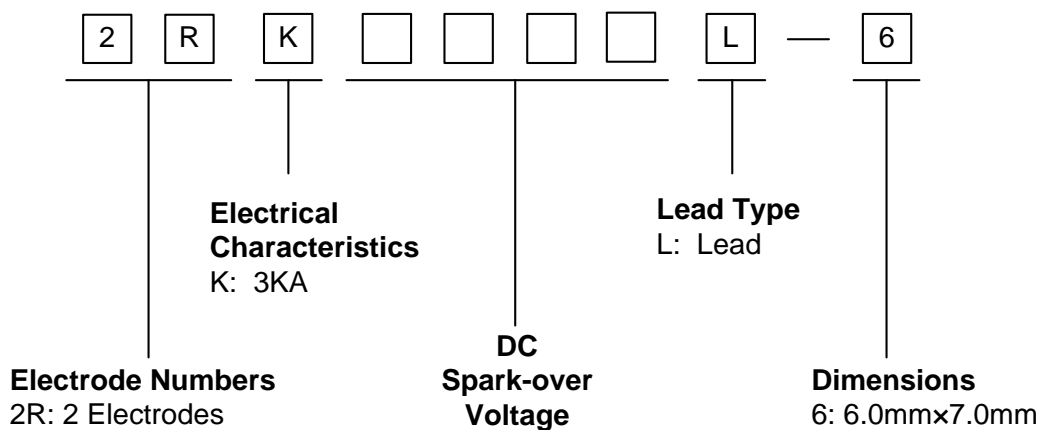 2 R K L — 6
Electrical
Characteristics
K: 3KA
Lead Type
L: Lead
DC
Spark-over
Voltage
Electrode Numbers
2R: 2 Electrodes
Dimensions
6: 6.0mm×7.0mm